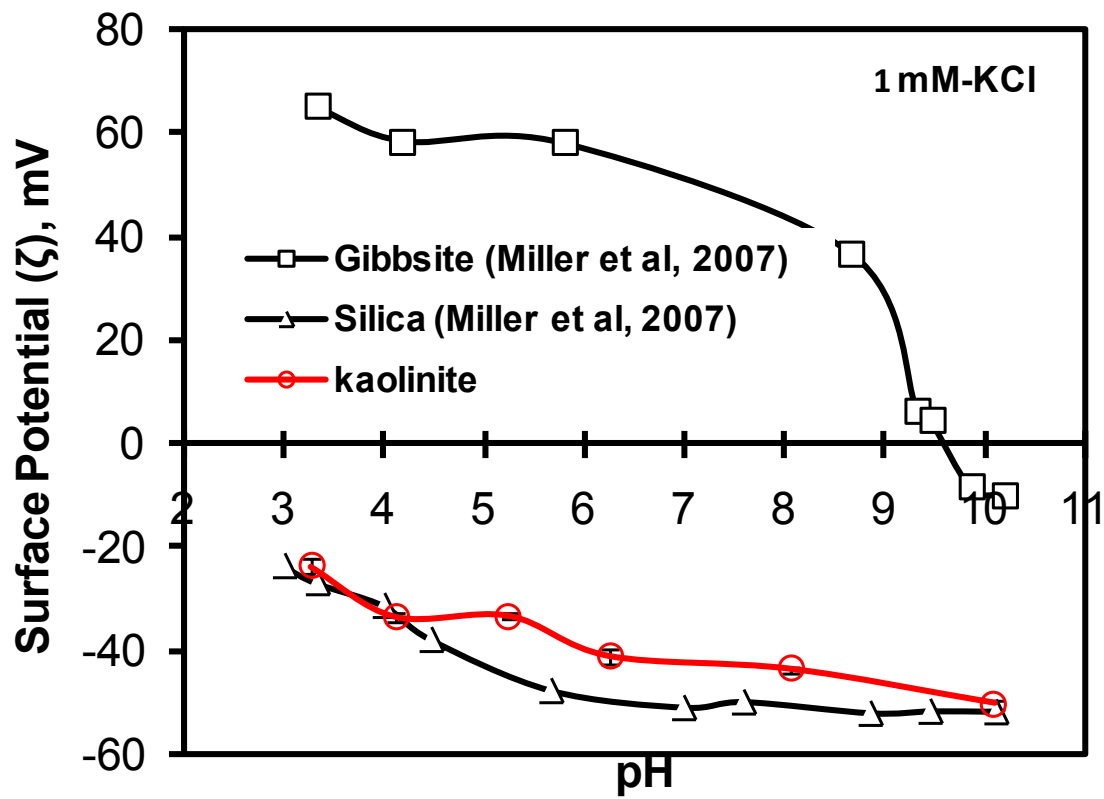 80
60
40
20
0
-20
-40
-60
Surface Potential (ζ), mV
1 mM-KCl
Gibbsite (Miller et al, 2007)
Silica (Miller et al, 2007)
kaolinite
2 3 4 5 6 7 8 9 10 11
pH